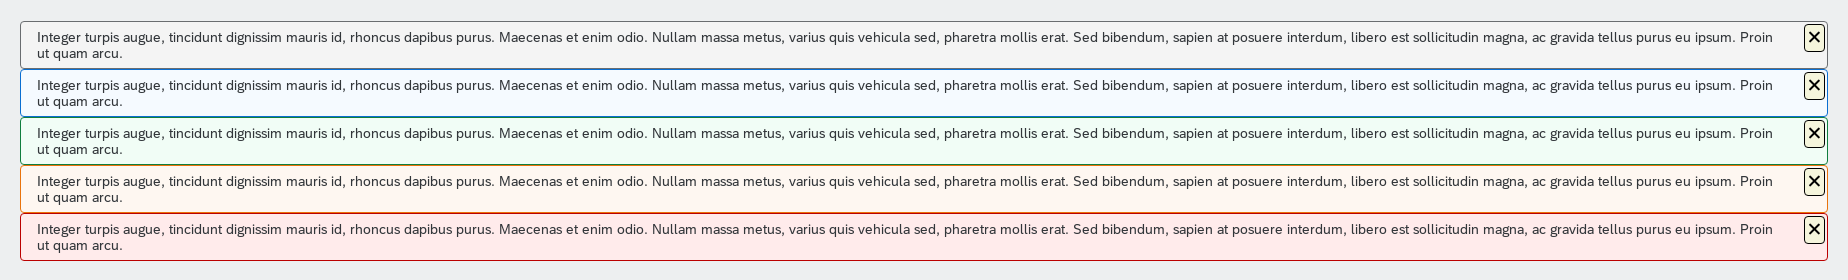 Integer turpis augue, tincidunt dignissim mauris id, rhoncus dapibus purus. Maecenas et enim odio. Nullam massa metus, varius quis vehicula sed, pharetra mollis erat. Sed bibendum, sapien at posuere interdum, libero est sollicitudin magna, ac gravida tellus purus eu ipsum. Proin
ut quam arcu.
Integer turpis augue, tincidunt dignissim mauris id, rhoncus dapibus purus. Maecenas et enim odio. Nullam massa metus, varius quis vehicula sed, pharetra mollis erat. Sed bibendum, sapien at posuere interdum, libero est sollicitudin magna, ac gravida tellus purus eu ipsum. Proin
ut quam arcu.
Integer turpis augue, tincidunt dignissim mauris id, rhoncus dapibus purus. Maecenas et enim odio. Nullam massa metus, varius quis vehicula sed, pharetra mollis erat. Sed bibendum, sapien at posuere interdum, libero est sollicitudin magna, ac gravida tellus purus eu ipsum. Proin
ut quam arcu.
Integer turpis augue, tincidunt dignissim mauris id, rhoncus dapibus purus. Maecenas et enim odio. Nullam massa metus, varius quis vehicula sed, pharetra mollis erat. Sed bibendum, sapien at posuere interdum, libero est sollicitudin magna, ac gravida tellus purus eu ipsum. Proin
ut quam arcu.
Integer turpis augue, tincidunt dignissim mauris id, rhoncus dapibus purus. Maecenas et enim odio. Nullam massa metus, varius quis vehicula sed, pharetra mollis erat. Sed bibendum, sapien at posuere interdum, libero est sollicitudin magna, ac gravida tellus purus eu ipsum. Proin
ut quam arcu.